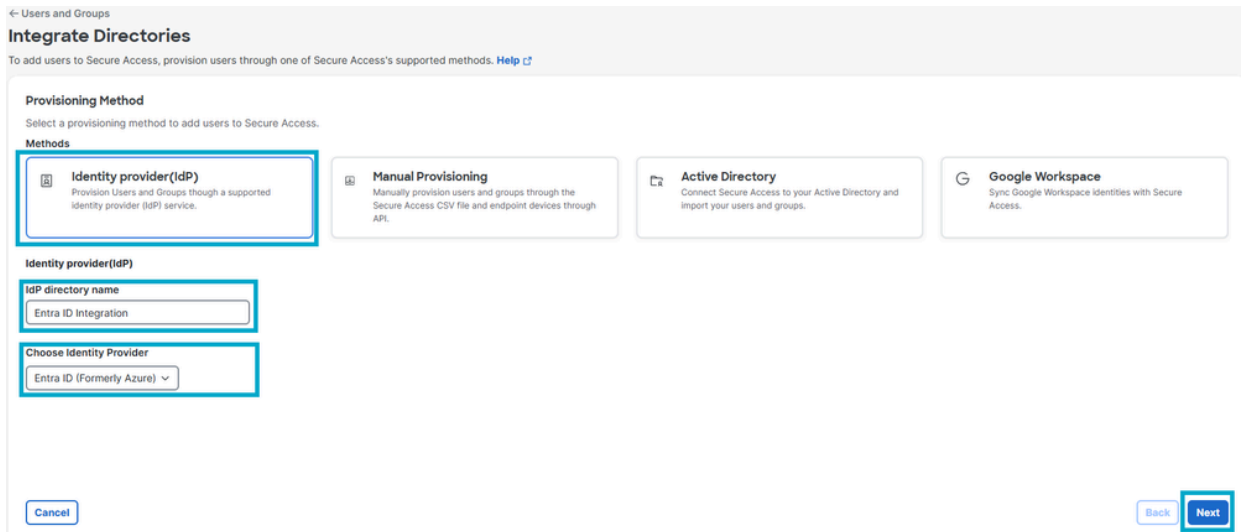 ← Users and Groups
Integrate Directories
To add users to Secure Access, provision users through one of Secure Access's supported methods. Help
Provisioning Method
Select a provisioning method to add users to Secure Access.
Methods
Identity provider(IdP)
Provision Users and Groups though a supported
identity provider (IdP) service.
Manual Provisioning
Manually provision users and groups through the
Secure Access CSV file and endpoint devices through
API.
Active Directory
Connect Secure Access to your Active Directory and
import your users and groups.
Google Workspace
Sync Google Workspace identities with Secure
Access.
Identity provider(IdP)
IdP directory name
Entra ID Integration
Choose Identity Provider
Entra ID (Formerly Azure)
Cancel
Back
Next